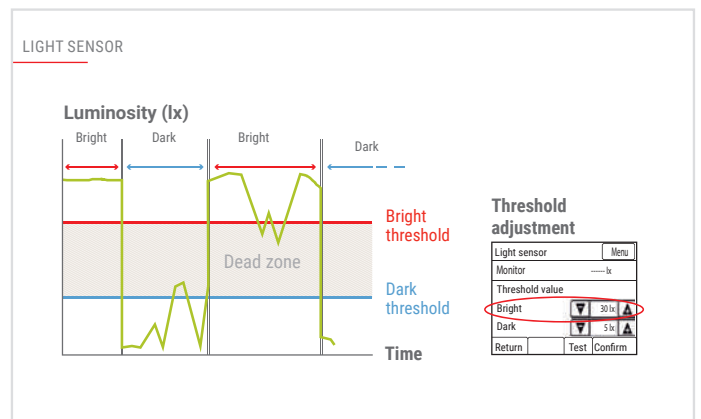 LIGHT SENSOR
Luminosity (lx)
Bright Dark Bright Dark
Bright
threshold
Dead zone
Dark
threshold
Time
Threshold
adjustment
Light sensor Menu
Monitor ------ lx
Threshold value
Bright ▼ 30 lx ▲
Dark ▼ 5 lx ▲
Return Test Confirm